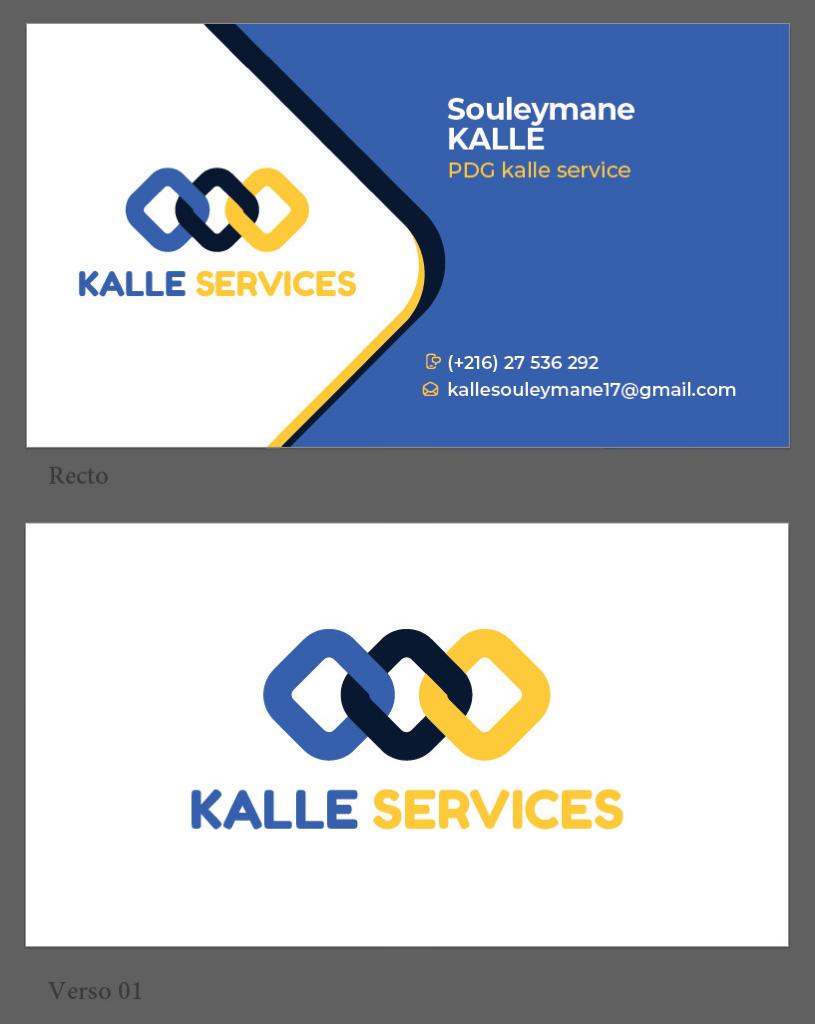 Souleymane
KALLE
PDG kalle service
KALLE SERVICES
(+216) 27 536 292
kallesouleymane17@gmail.com
Recto
KALLE SERVICES
Verso 01